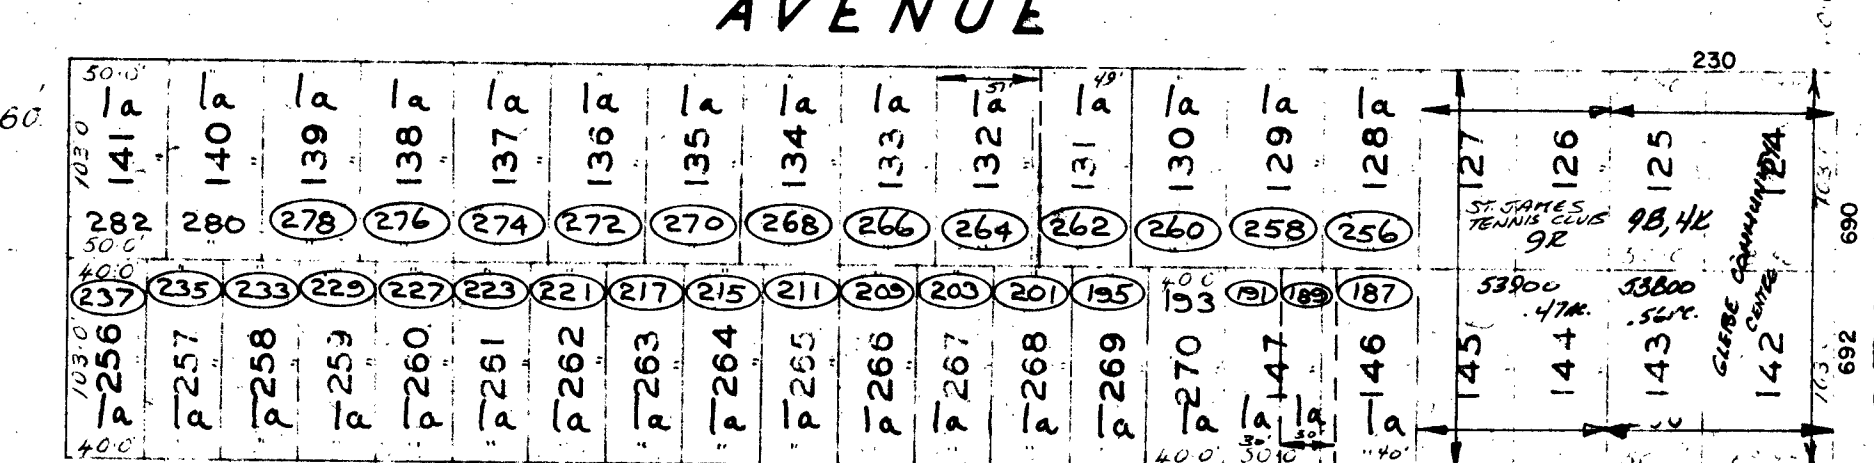 AVENUE
230
50.0'
60'
1a 1a 1a 1a 1a 1a 1a 1a 1a 1a 1a 1a 1a 1a
51' 49'
103.0
141 140 139 138 137 136 135 134 133 132 131 130 129 128 127 126 125 124
282 280 278 276 274 272 270 268 266 264 262 260 258 256
50.0'
ST. JAMES
TENNIS CLUB
9R
9B, 4K
GLEBE COMMUNITY
CENTRE
690
40.0
237 235 233 229 227 223 221 217 215 211 209 203 201 195 193 191 189 187
40.0
53900
.47ac.
53800
.56ac.
103.0'
256 257 258 259 260 261 262 263 264 265 266 267 268 269 270 147 146 145 144 143 142
692
1a 1a 1a 1a 1a 1a 1a 1a 1a 1a 1a 1a 1a 1a 1a 1a 1a 1a
40.0
40.0' 30' 30' 40'